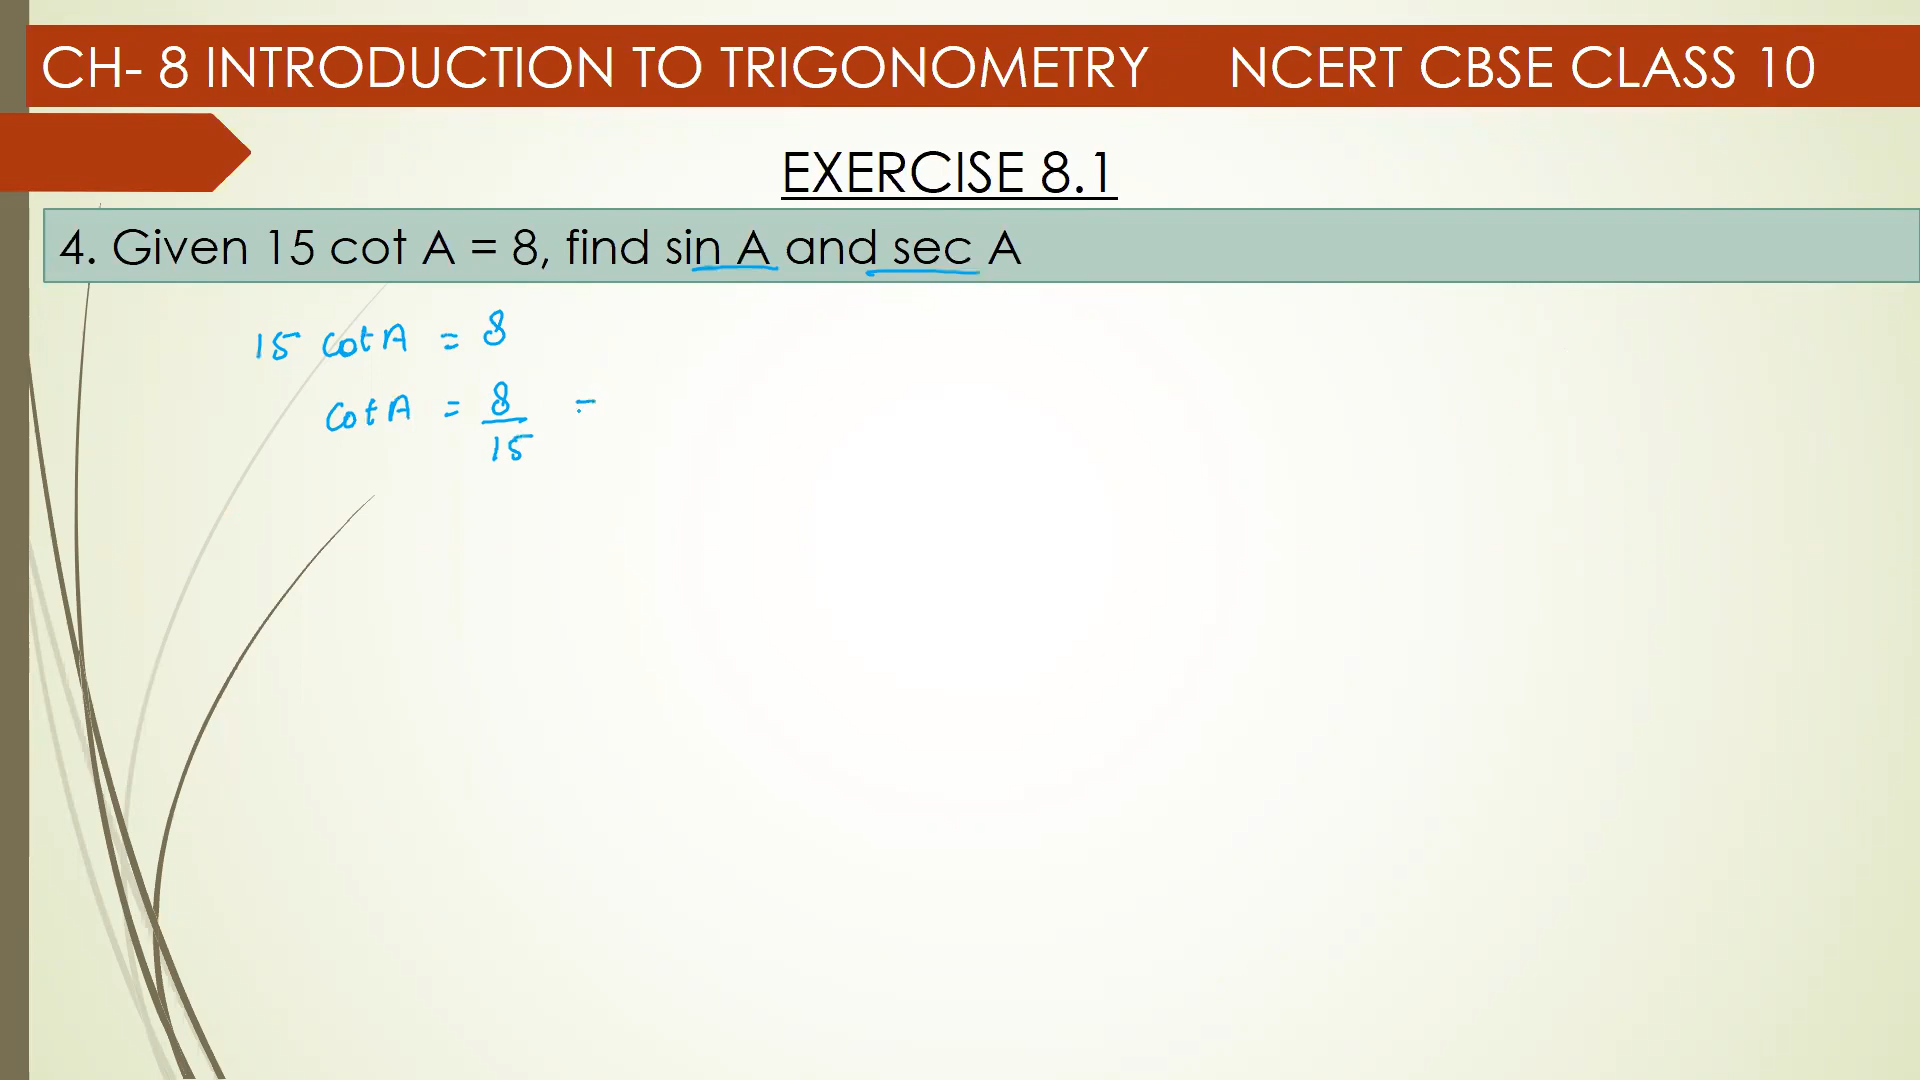 CH- 8 INTRODUCTION TO TRIGONOMETRY NCERT CBSE CLASS 10
EXERCISE 8.1
4. Given 15 cot A = 8, find sin A and sec A
15 cot A = 8
cot A = 8/15 =